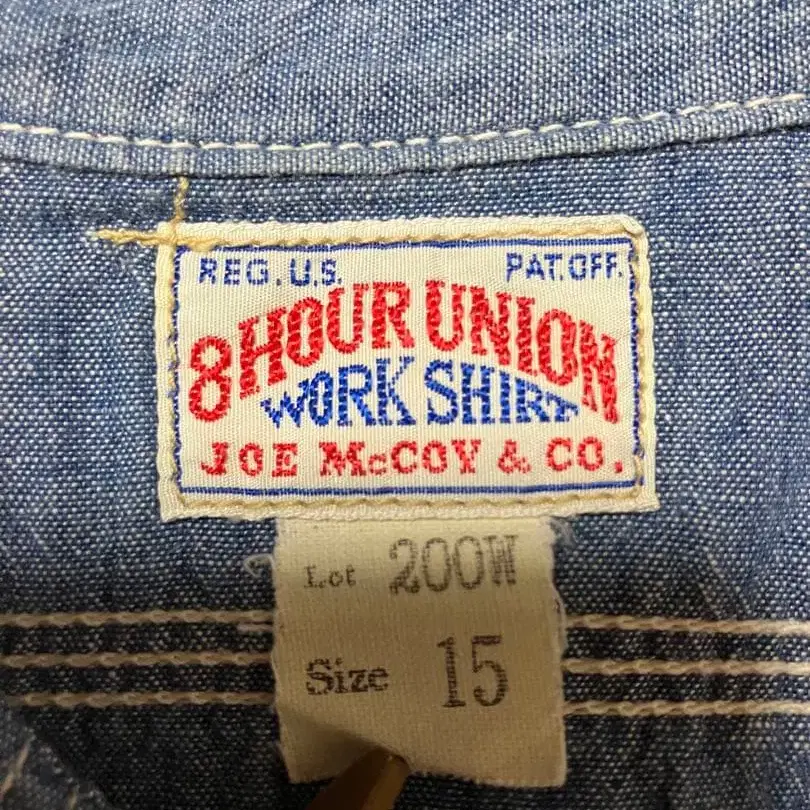 REG. U.S. PAT. OFF.
8 HOUR UNION
WORK SHIRT
JOE McCOY & CO.
Lot 200W
Size 15